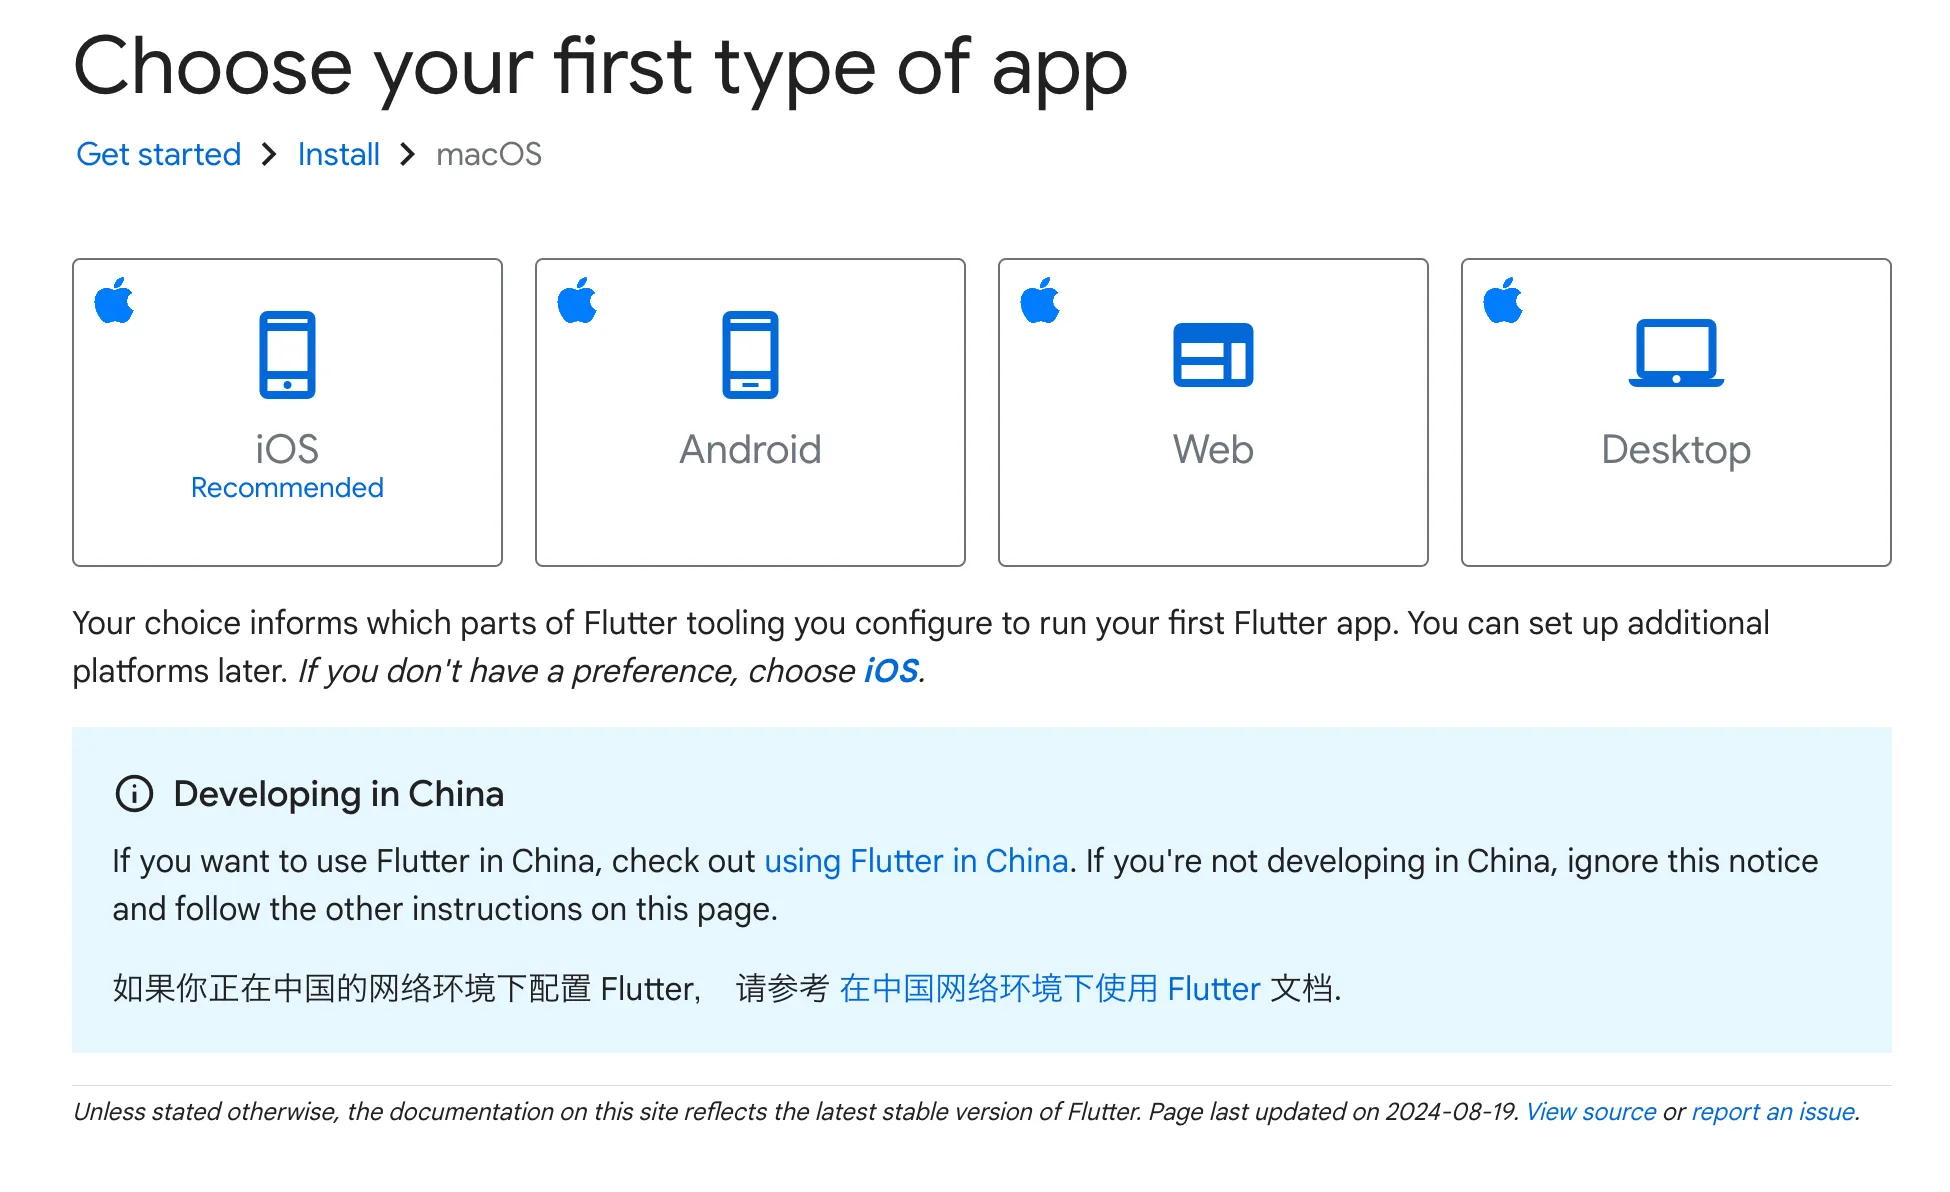 Choose your first type of app
Get started > Install > macOS
iOS
Recommended
Android
Web
Desktop
Your choice informs which parts of Flutter tooling you configure to run your first Flutter app. You can set up additional
platforms later. If you don't have a preference, choose iOS.
Developing in China
If you want to use Flutter in China, check out using Flutter in China. If you're not developing in China, ignore this notice
and follow the other instructions on this page.
如果你正在中国的网络环境下配置 Flutter， 请参考 在中国网络环境下使用 Flutter 文档.
Unless stated otherwise, the documentation on this site reflects the latest stable version of Flutter. Page last updated on 2024-08-19. View source or report an issue.